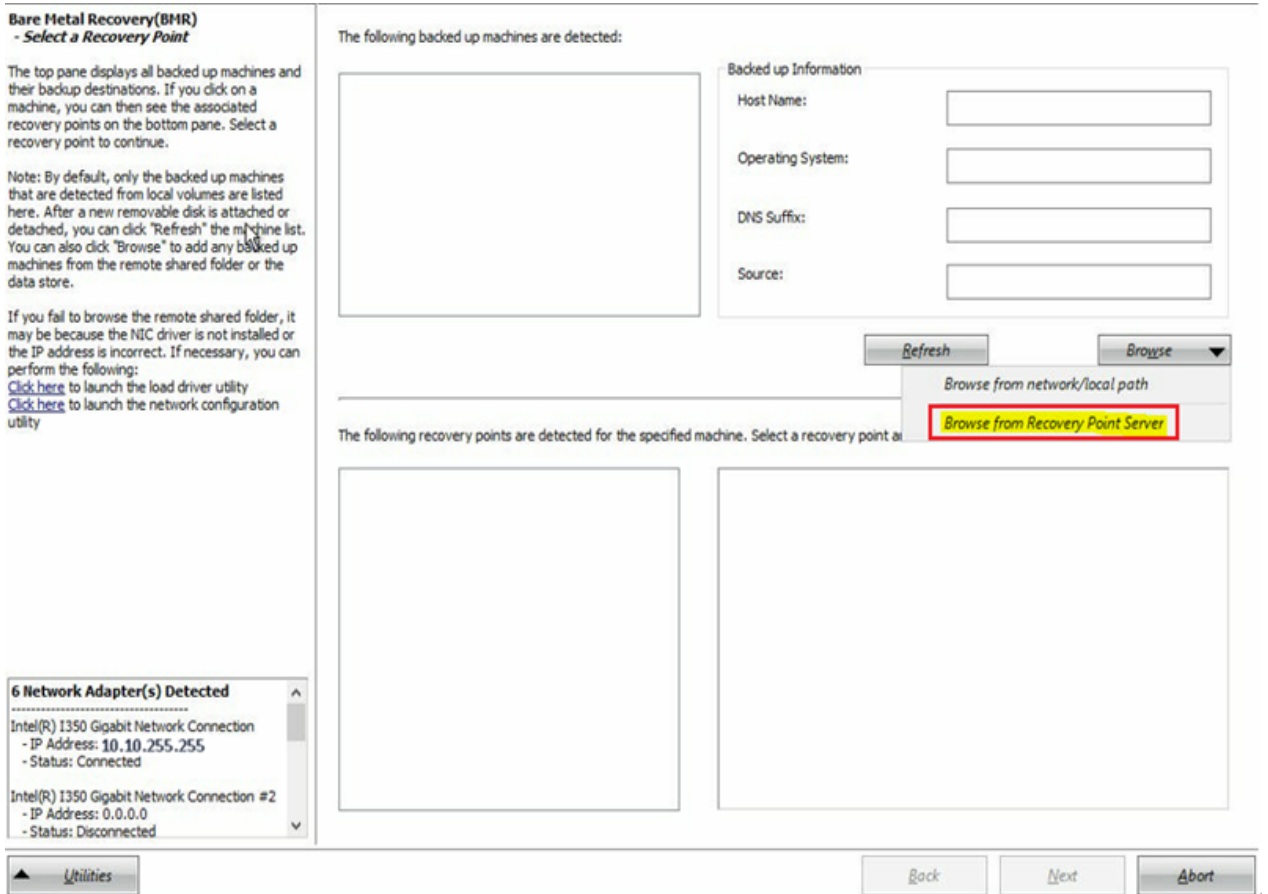 Bare Metal Recovery(BMR)
- Select a Recovery Point
The top pane displays all backed up machines and
their backup destinations. If you click on a
machine, you can then see the associated
recovery points on the bottom pane. Select a
recovery point to continue.
Note: By default, only the backed up machines
that are detected from local volumes are listed
here. After a new removable disk is attached or
detached, you can click "Refresh" the machine list.
You can also click "Browse" to add any backed up
machines from the remote shared folder or the
data store.
If you fail to browse the remote shared folder, it
may be because the NIC driver is not installed or
the IP address is incorrect. If necessary, you can
perform the following:
Click here to launch the load driver utility
Click here to launch the network configuration
utility
6 Network Adapter(s) Detected
------------------------------------
Intel(R) I350 Gigabit Network Connection
- IP Address: 10.10.255.255
- Status: Connected
Intel(R) I350 Gigabit Network Connection #2
- IP Address: 0.0.0.0
- Status: Disconnected
The following backed up machines are detected:
Backed up Information
Host Name:
Operating System:
DNS Suffix:
Source:
Refresh
Browse
Browse from network/local path
Browse from Recovery Point Server
The following recovery points are detected for the specified machine. Select a recovery point
Utilities
Back
Next
Abort